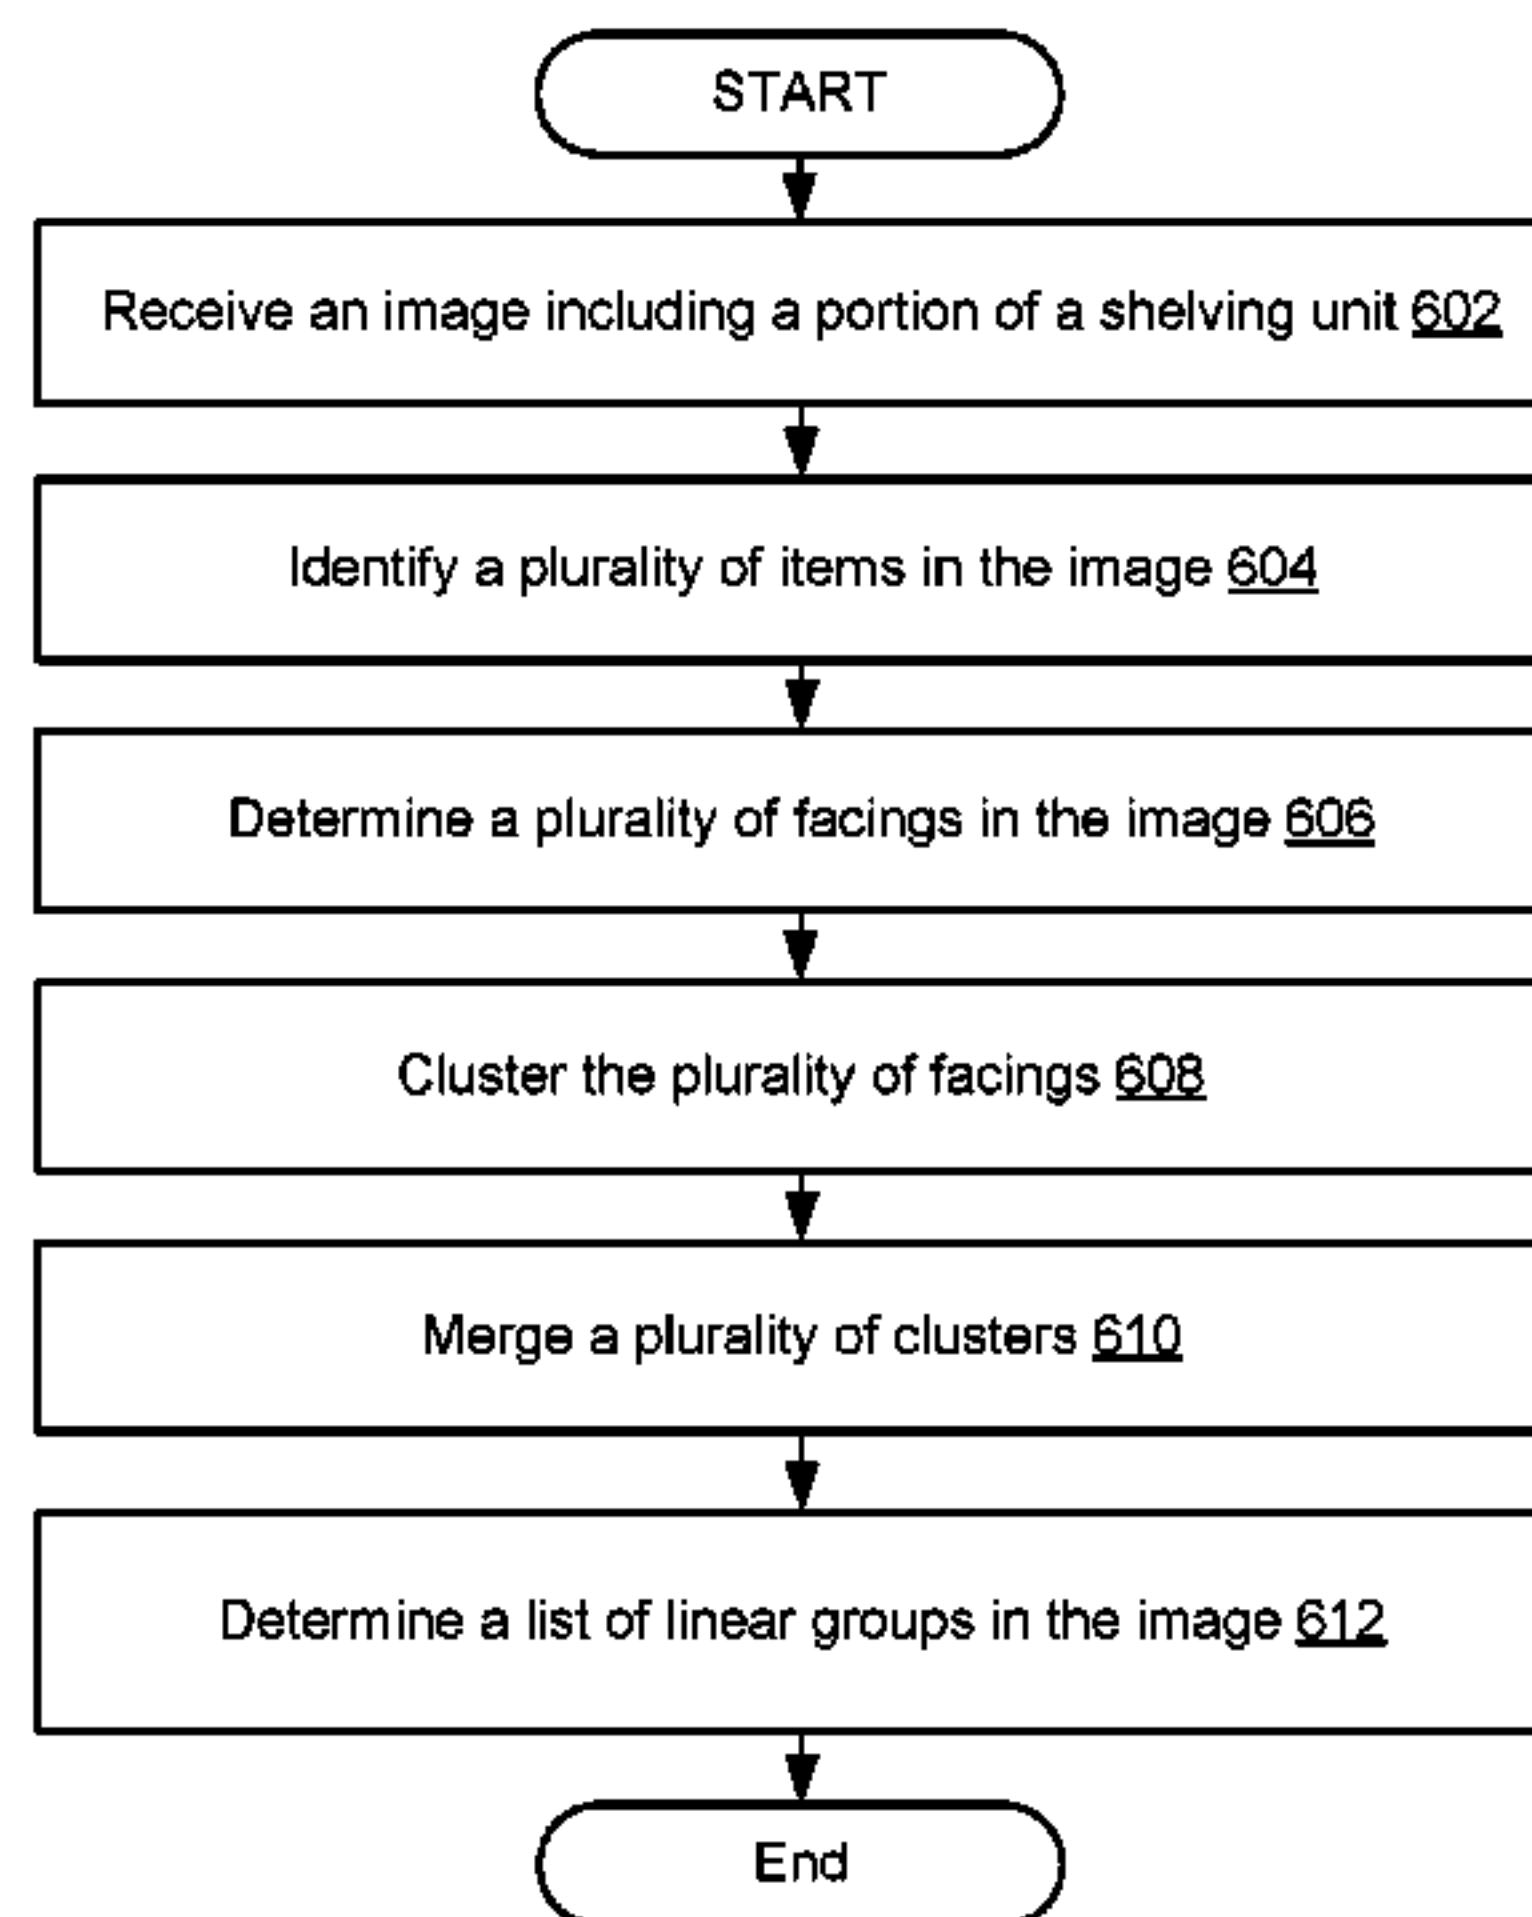 START
Receive an image including a portion of a shelving unit 602
Identify a plurality of items in the image 604
Determine a plurality of facings in the image 606
Cluster the plurality of facings 608
Merge a plurality of clusters 610
Determine a list of linear groups in the image 612
End